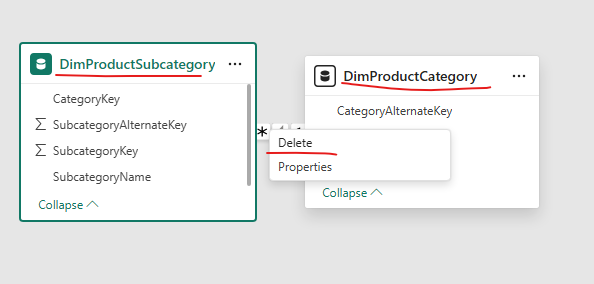 DimProductSubcategory ...
CategoryKey
Σ SubcategoryAlternateKey
Σ SubcategoryKey
SubcategoryName
Collapse
*
DimProductCategory ...
CategoryAlternateKey
Delete
Properties
Collapse